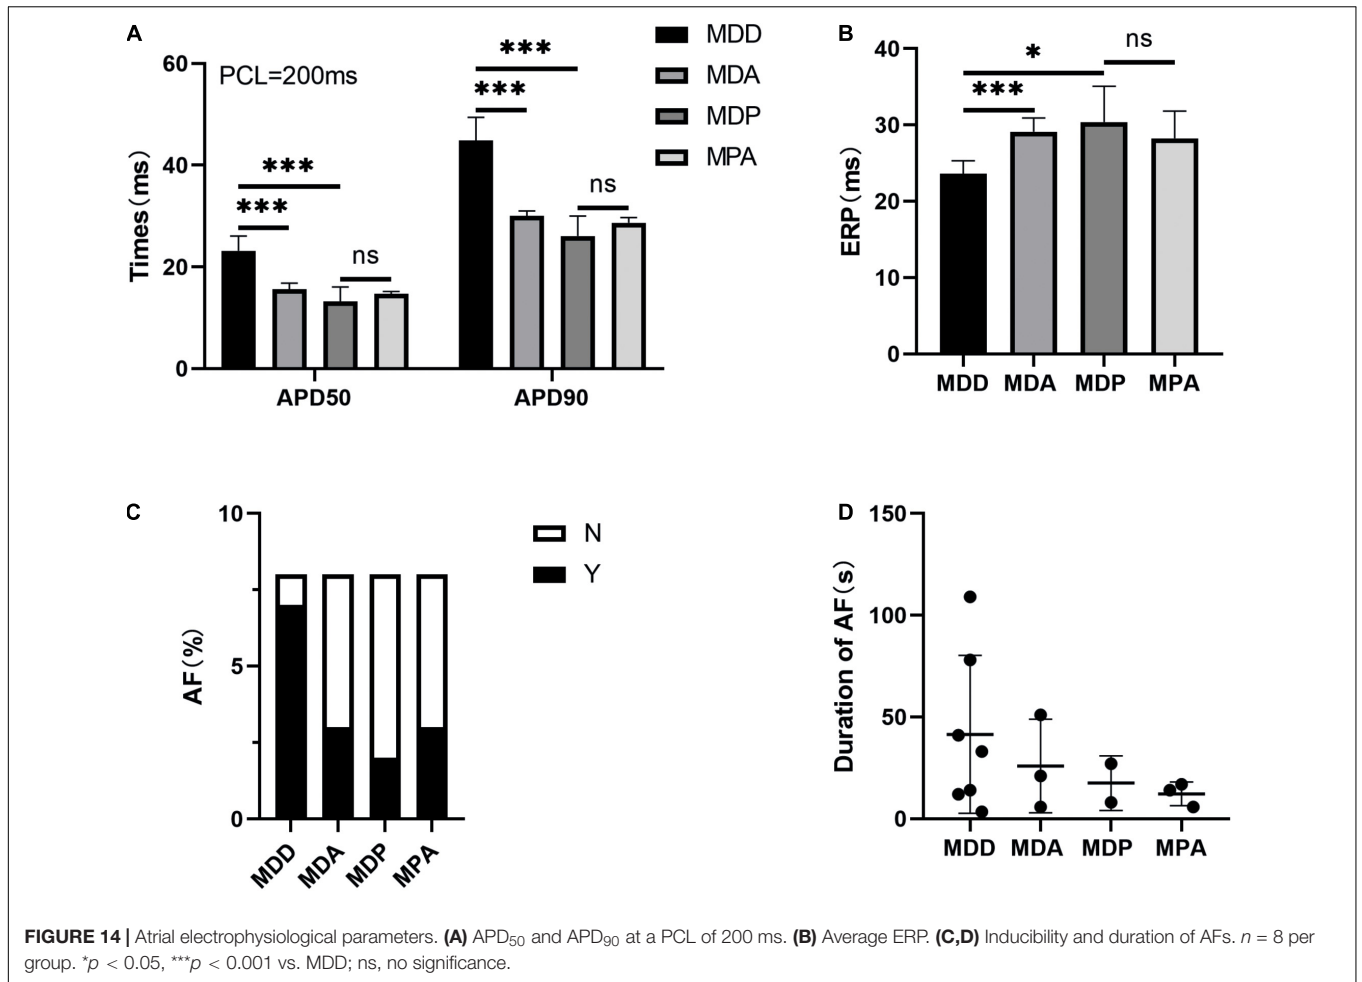 A
PCL=200ms
Times(ms)
60
40
20
0
***
***
ns
***
***
ns
APD50 APD90
MDD
MDA
MDP
MPA
B
ERP(ms)
40
30
20
10
0
*
***
ns
MDD MDA MDP MPA
C
AF(%)
10
5
0
N
Y
MDD MDA MDP MPA
D
Duration of AF(s)
150
100
50
0
MDD MDA MDP MPA
FIGURE 14 | Atrial electrophysiological parameters. (A) APD50 and APD90 at a PCL of 200 ms. (B) Average ERP. (C,D) Inducibility and duration of AFs. n = 8 per
group. *p < 0.05, ***p < 0.001 vs. MDD; ns, no significance.